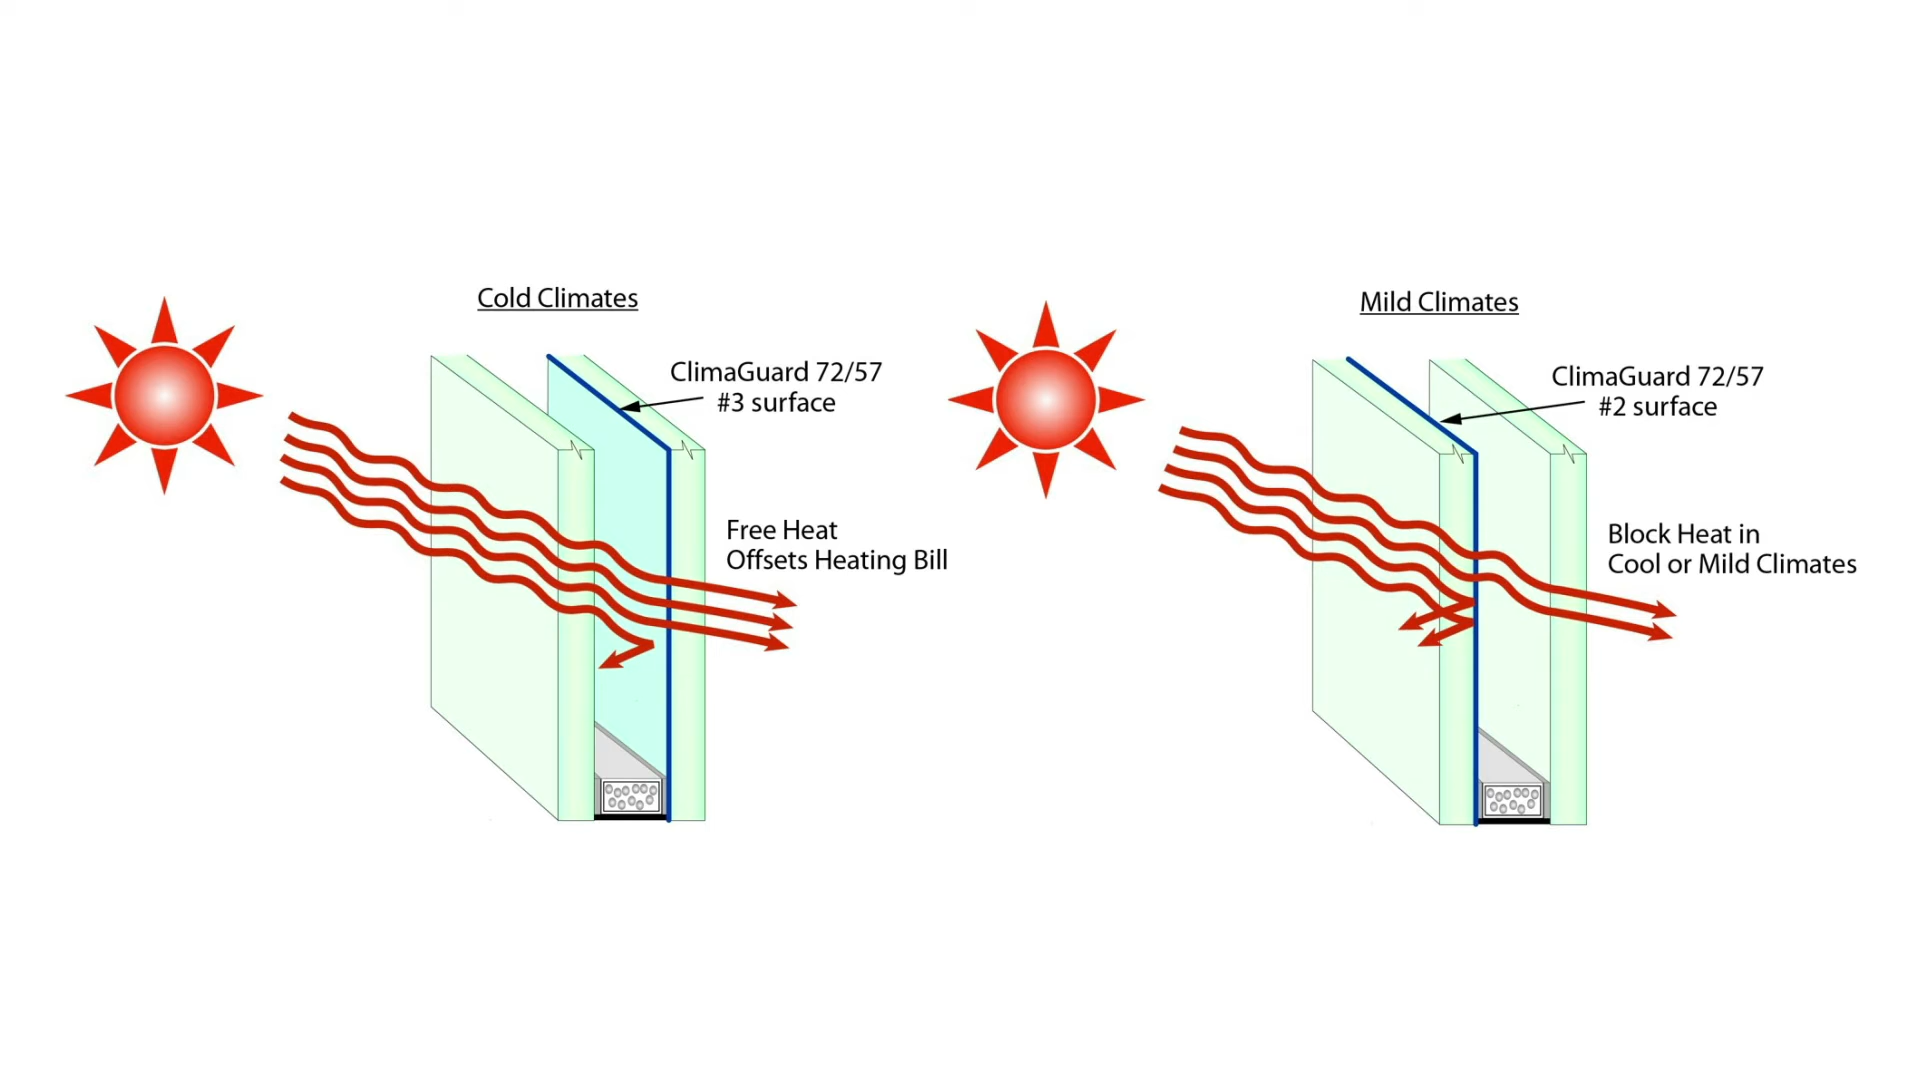 Cold Climates
ClimaGuard 72/57
#3 surface
Free Heat
Offsets Heating Bill
Mild Climates
ClimaGuard 72/57
#2 surface
Block Heat in
Cool or Mild Climates